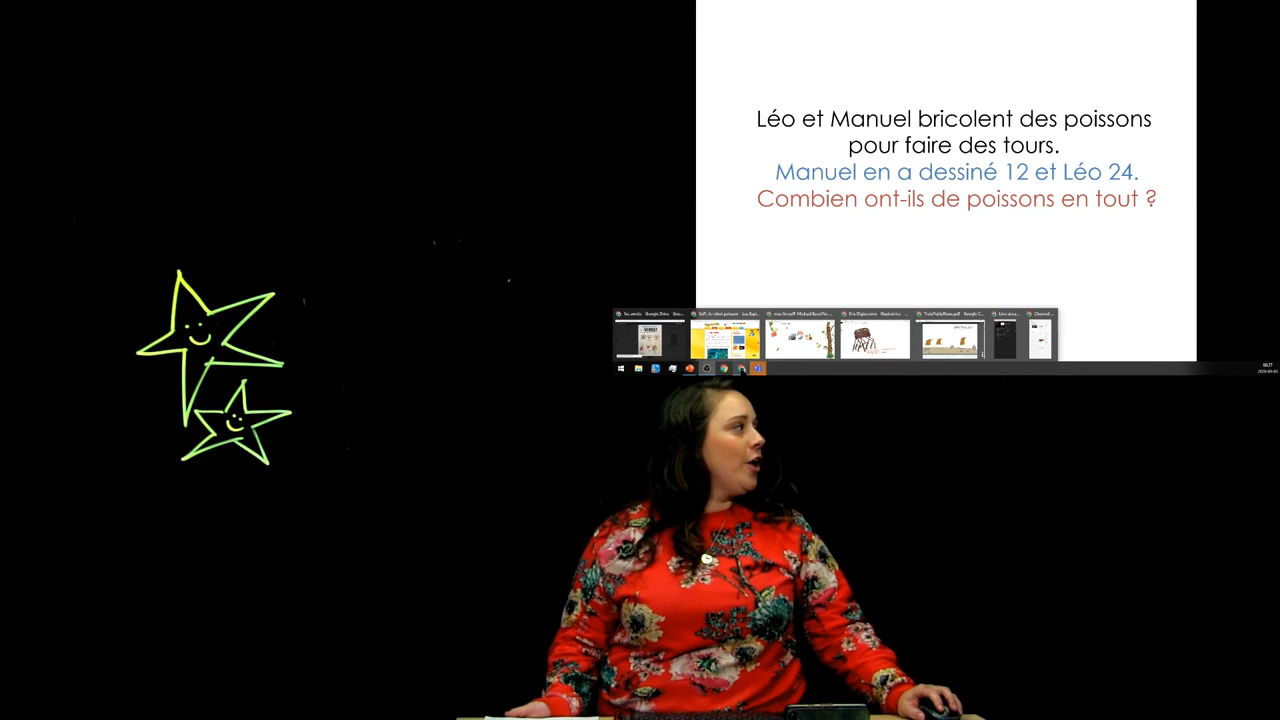 Léo et Manuel bricolent des poissons
pour faire des tours.
Manuel en a dessiné 12 et Léo 24.
Combien ont-ils de poissons en tout ?